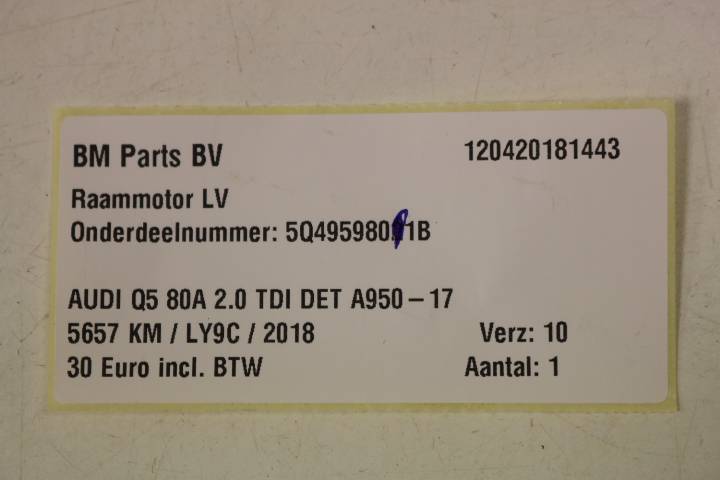 BM Parts BV 120420181443
Raammotor LV
Onderdeelnummer:
AUDI Q5 80A 2.0 TDI DET A950-17
5657 KM / LY9C / 2018 Verz: 10
30 Euro incl. BTW Aantal: 1